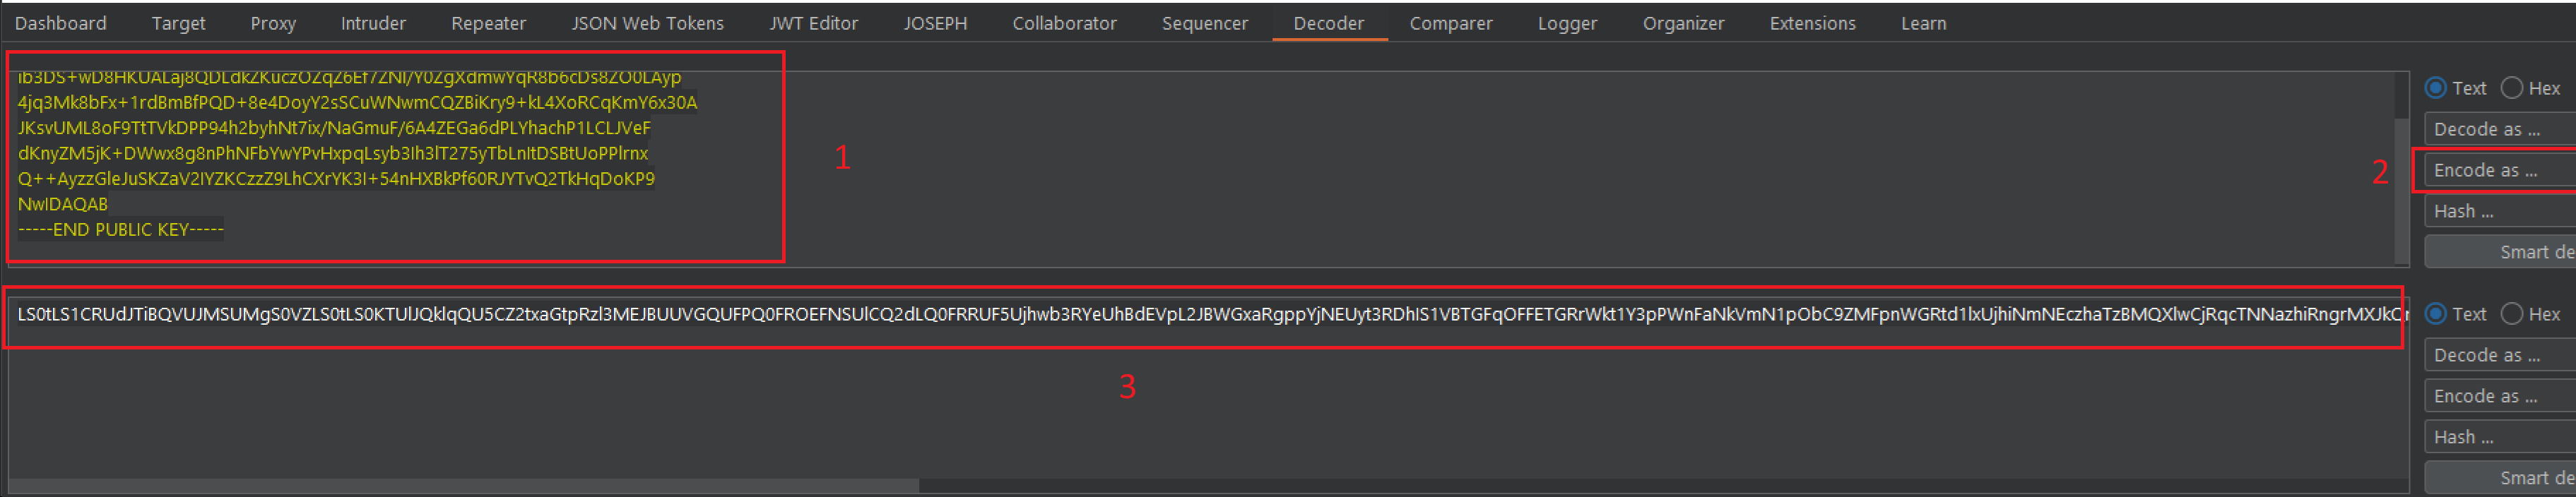 Dashboard Target Proxy Intruder Repeater JSON Web Tokens JWT Editor JOSEPH Collaborator Sequencer Decoder Comparer Logger Organizer Extensions Learn
ib3DS+wD8HKUALaj8QDLdkZKuczOZqZ6Ef7ZNI/Y0ZgXdmwYqR8b6cDs8ZO0LAyp
4jq3Mk8bFx+1rdBmBfPQD+8e4DoyY2sSCuWNwmCQZBiKry9+kL4XoRCqKmY6x30A
JKsvUML8oF9TtTVkDPP94h2byhNt7ix/NaGmuF/6A4ZEGa6dPLYhachP1LCLJVeF
dKnyZM5jK+DWwx8g8nPhNFbYwYPvHxpqLsyb3Ih3lT275yTbLnItDSBtUoPPlrnx
Q++AyzzGleJuSKZaV2IYZKCzzZ9LhCXrYK3I+54nHXBkPf60RJYTvQ2TkHqDoKP9
NwIDAQAB
-----END PUBLIC KEY-----
1
Text Hex
Decode as ...
2
Encode as ...
Hash ...
Smart de
LS0tLS1CRUdJTiBQVUJMSUMgS0VZLS0tLS0KTUlJQklqQU5CZ2txaGtpRzl3MEJBUUVGQUFPQ0FROEFNSUlCQ2dLQ0FRRUF5Ujhwb3RYeUhBdEVpL2JBWGxaRgppYjNEUyt3RDhIS1VBTGFqOFFETGRrWkt1Y3pPWnFaNkVmN1pObC9ZMFpnWGRtd1lxUjhiNmNEczhaTzBMQXlwCjRqcTNNazhiRngrMXJkQn
3
Text Hex
Decode as ...
Encode as ...
Hash ...
Smart de